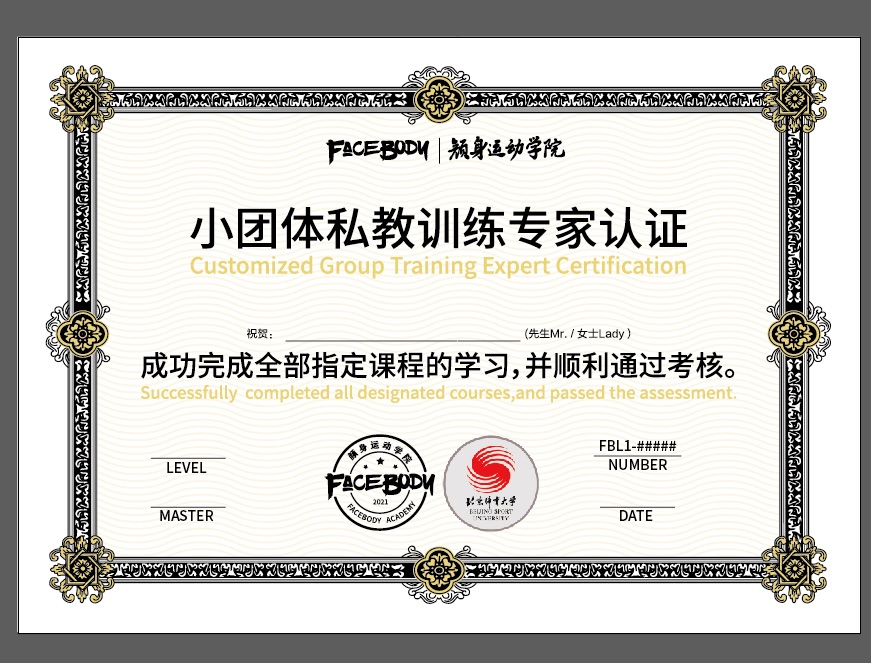 FACEBODY | 颜身运动学院
小团体私教训练专家认证
Customized Group Training Expert Certification
祝贺： (先生Mr. / 女士Lady )
成功完成全部指定课程的学习，并顺利通过考核。
Successfully completed all designated courses,and passed the assessment.
LEVEL
MASTER
颜身运动学院
FACEBODY
2021
FACEBODY ACADEMY
北京体育大学
BEIJING SPORT
UNIVERSITY
FBL1-#####
NUMBER
DATE